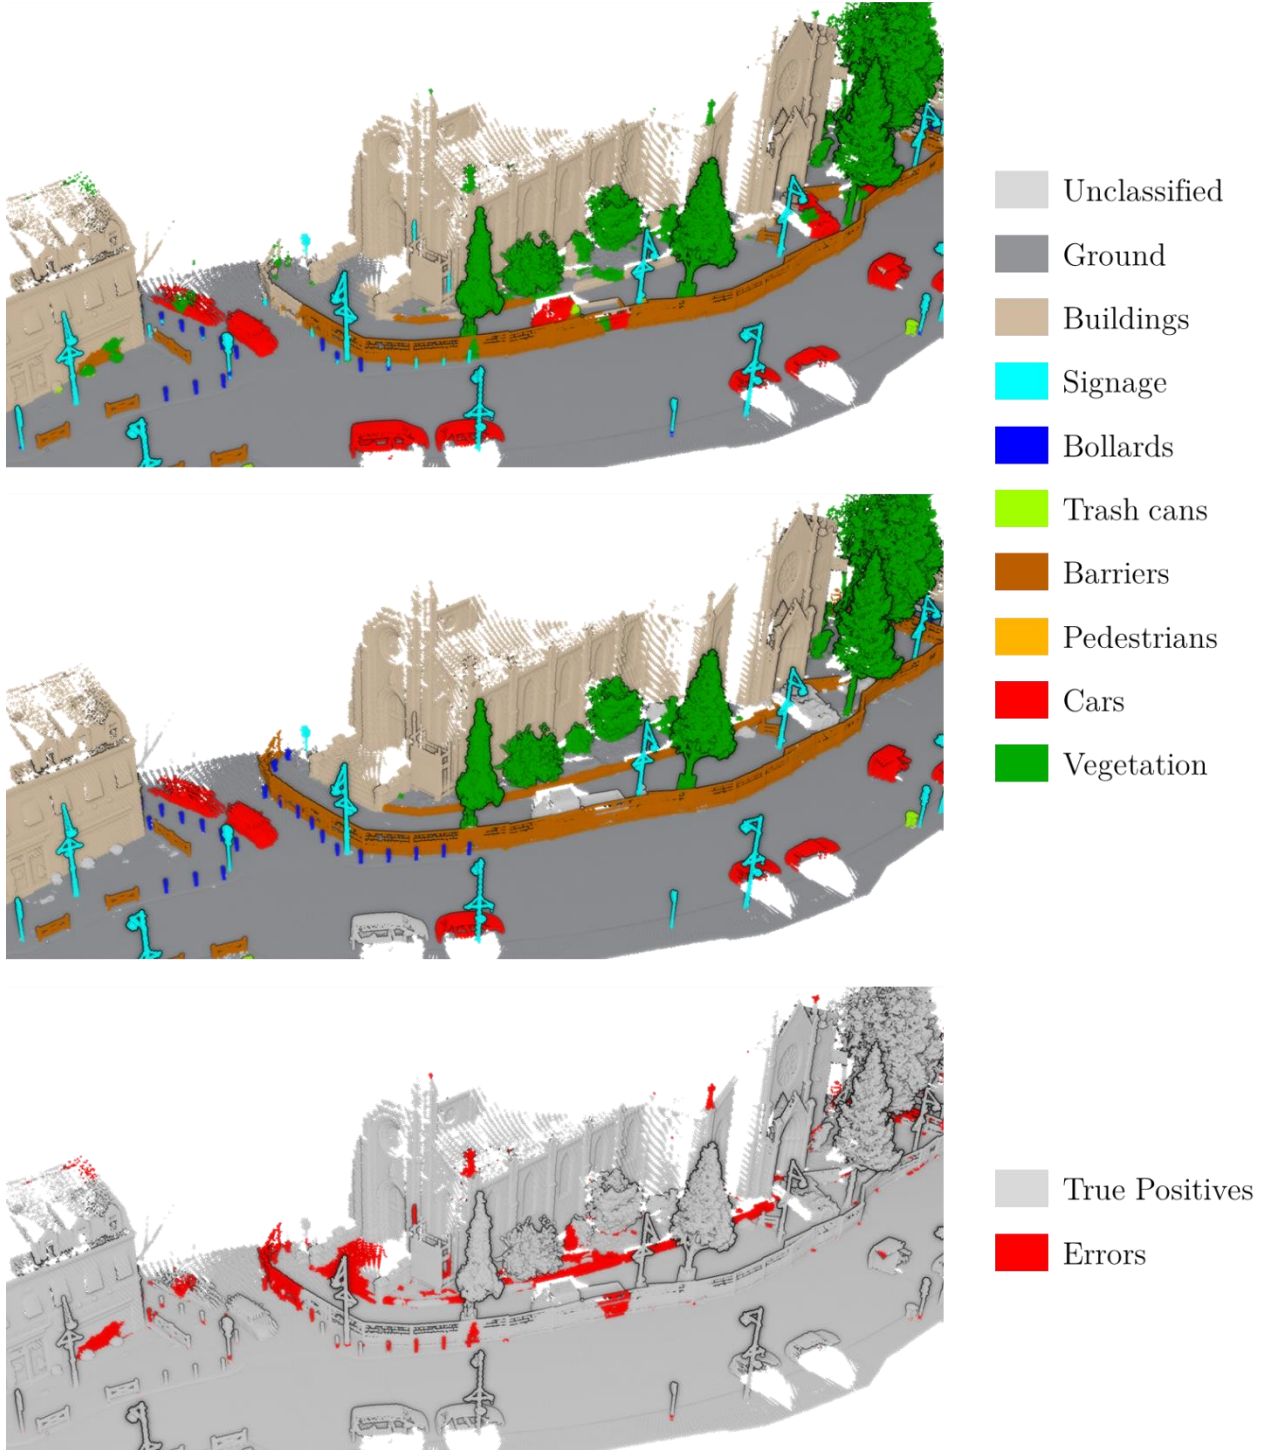 Unclassified
Ground
Buildings
Signage
Bollards
Trash cans
Barriers
Pedestrians
Cars
Vegetation
True Positives
Errors